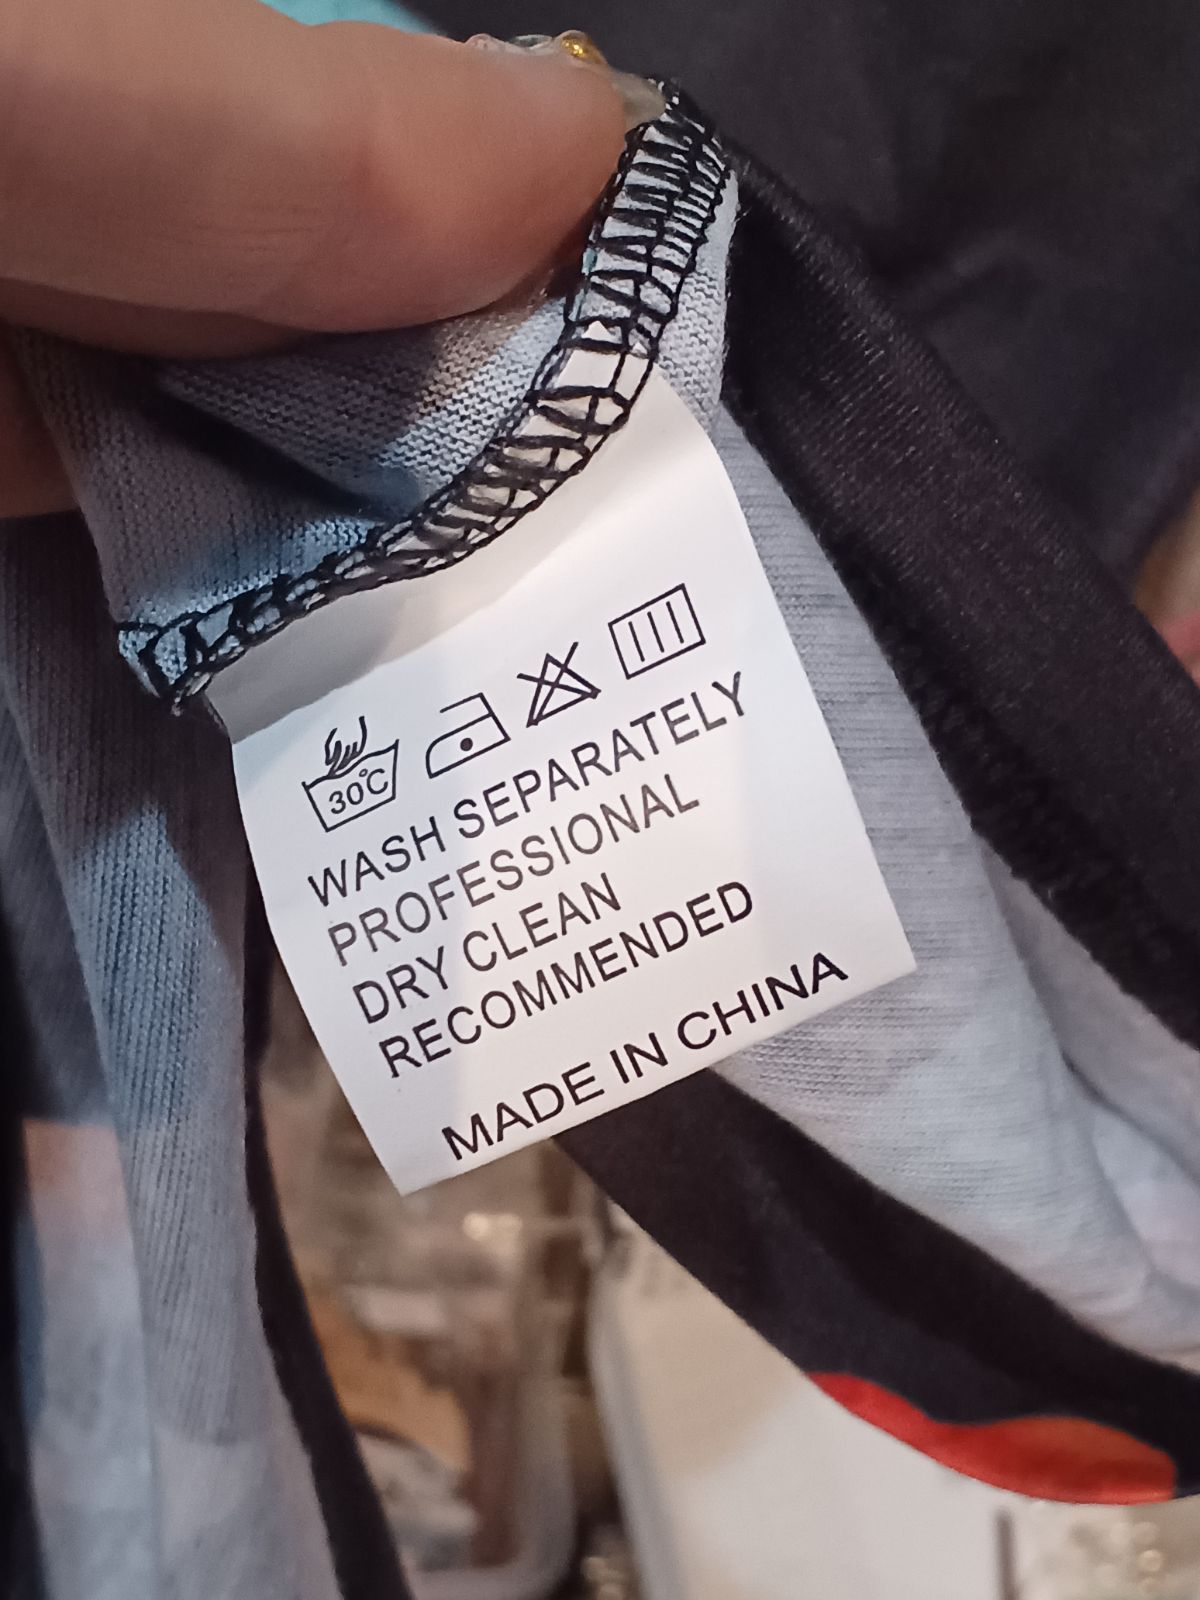 30°C
WASH SEPARATELY
PROFESSIONAL
DRY CLEAN
RECOMMENDED
MADE IN CHINA